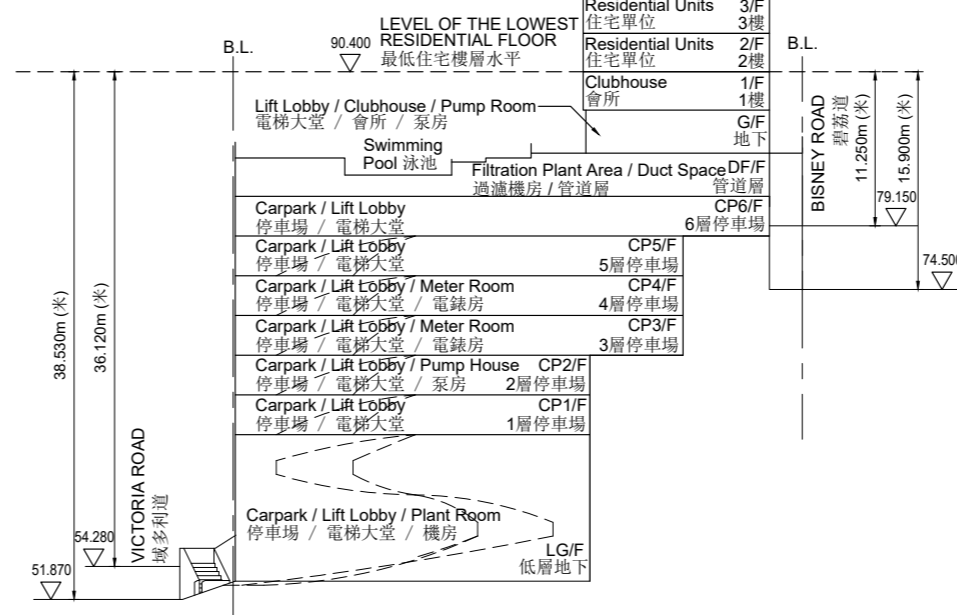 Residential Units 3/F
住宅單位 3樓
LEVEL OF THE LOWEST
RESIDENTIAL FLOOR
最低住宅樓層水平
90.400
B.L.
Residential Units 2/F
住宅單位 2樓
B.L.
Clubhouse 1/F
會所 1樓
Lift Lobby / Clubhouse / Pump Room
電梯大堂 / 會所 / 泵房
G/F
地下
Swimming
Pool 泳池
Filtration Plant Area / Duct Space DF/F
過濾機房 / 管道層 管道層
Carpark / Lift Lobby CP6/F
停車場 / 電梯大堂 6層停車場
Carpark / Lift Lobby CP5/F
停車場 / 電梯大堂 5層停車場
Carpark / Lift Lobby / Meter Room CP4/F
停車場 / 電梯大堂 / 電錶房 4層停車場
Carpark / Lift Lobby / Meter Room CP3/F
停車場 / 電梯大堂 / 電錶房 3層停車場
Carpark / Lift Lobby / Pump House CP2/F
停車場 / 電梯大堂 / 泵房 2層停車場
Carpark / Lift Lobby CP1/F
停車場 / 電梯大堂 1層停車場
Carpark / Lift Lobby / Plant Room
停車場 / 電梯大堂 / 機房
LG/F
低層地下
38.530m (米)
36.120m (米)
VICTORIA ROAD
域多利道
54.280
51.870
BISNEY ROAD
碧荔道
11.250m (米)
15.900m (米)
79.150
74.500